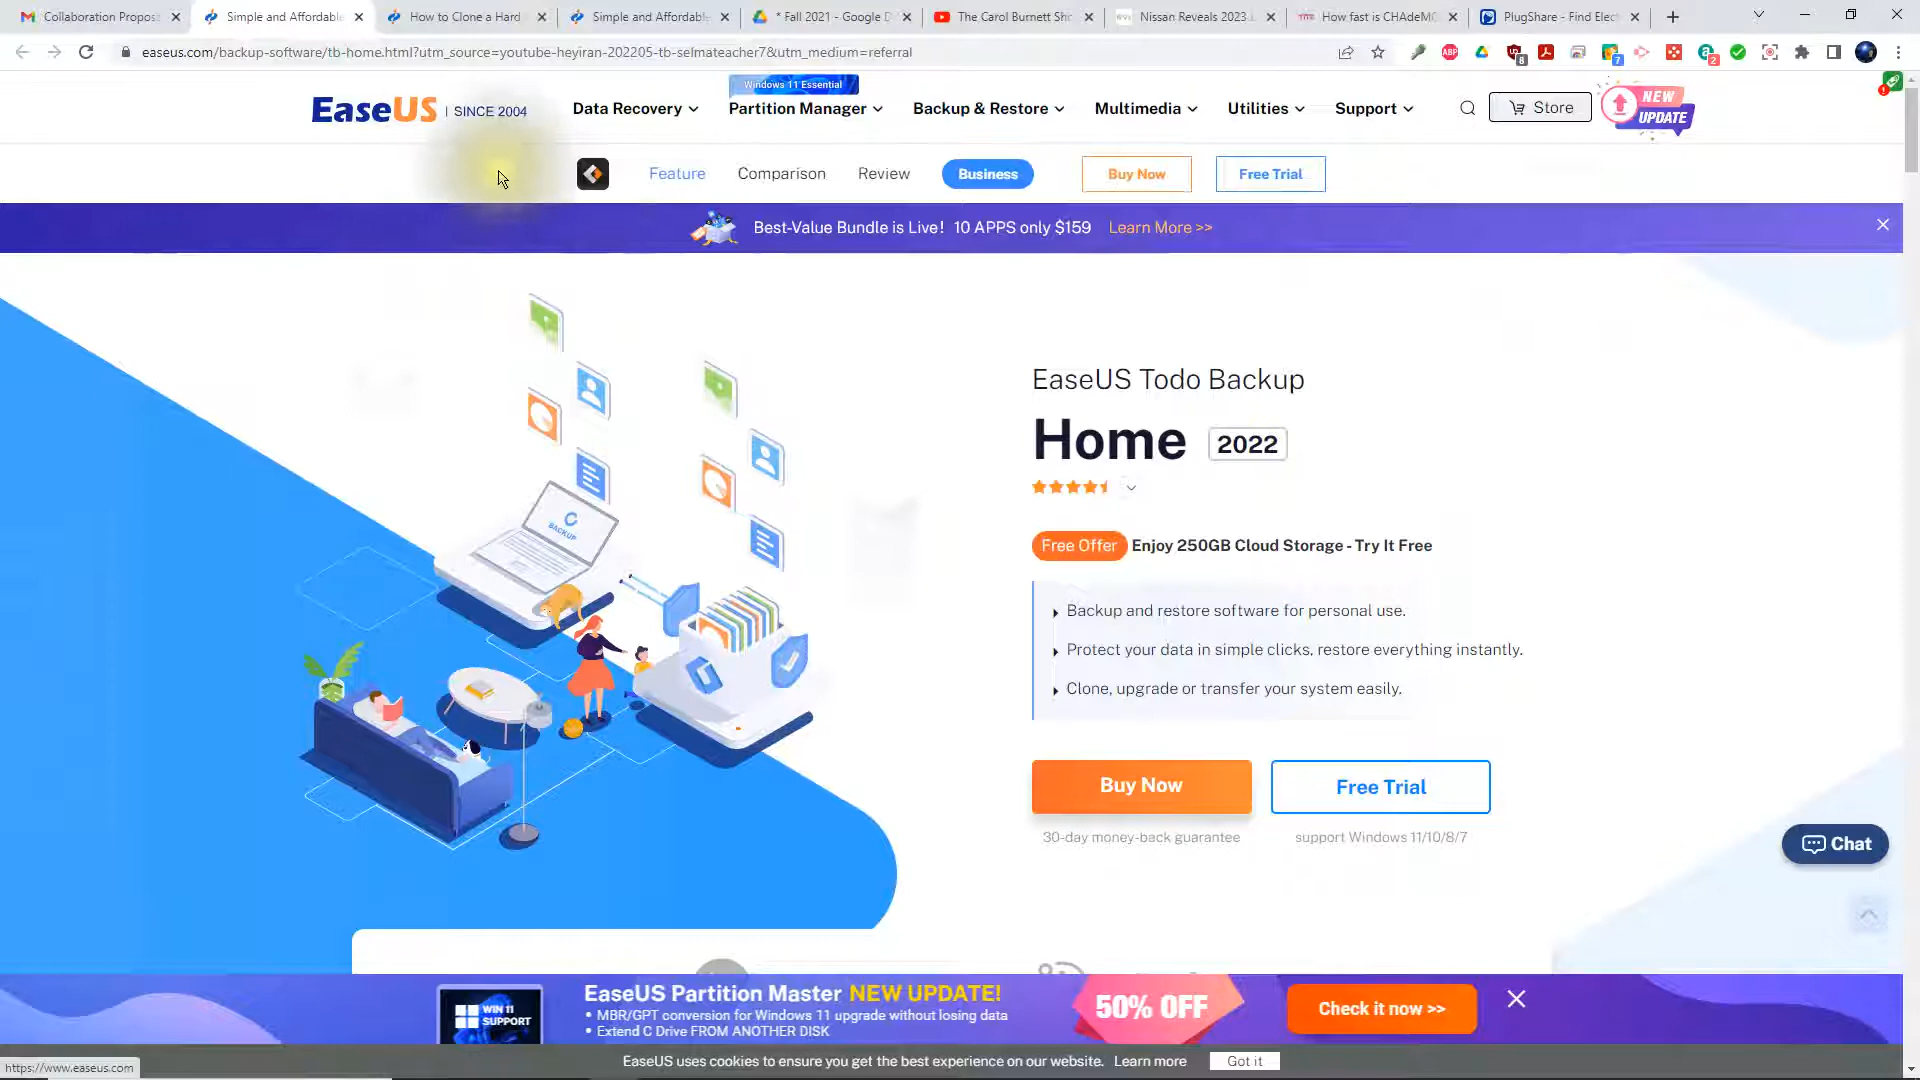 Collaboration Propos
Simple and Affordable
How to Clone a Hard
Simple and Affordabl
* Fall 2021 - Google D
The Carol Burnett Sho
Nissan Reveals 2023
How fast is CHAdeMO
PlugShare - Find Elec
easeus.com/backup-software/tb-home.html?utm_source=youtube-heyiran-202205-tb-selmateacher7&utm_medium=referral
ABP
8
7
2
Windows 11 Essential
EaseUS | SINCE 2004
Data Recovery
Partition Manager
Backup & Restore
Multimedia
Utilities
Support
Store
NEW
UPDATE
Feature
Comparison
Review
Business
Buy Now
Free Trial
Best-Value Bundle is Live! 10 APPS only $159 Learn More >>
BACKUP
EaseUS Todo Backup
Home 2022
Free Offer Enjoy 250GB Cloud Storage - Try It Free
Backup and restore software for personal use.
Protect your data in simple clicks, restore everything instantly.
Clone, upgrade or transfer your system easily.
Buy Now
Free Trial
30-day money-back guarantee
support Windows 11/10/8/7
Chat
WIN 11
SUPPORT
EaseUS Partition Master NEW UPDATE!
• MBR/GPT conversion for Windows 11 upgrade without losing data
• Extend C Drive FROM ANOTHER DISK
50% OFF
Check it now >>
EaseUS uses cookies to ensure you get the best experience on our website. Learn more
Got it
https://www.easeus.com